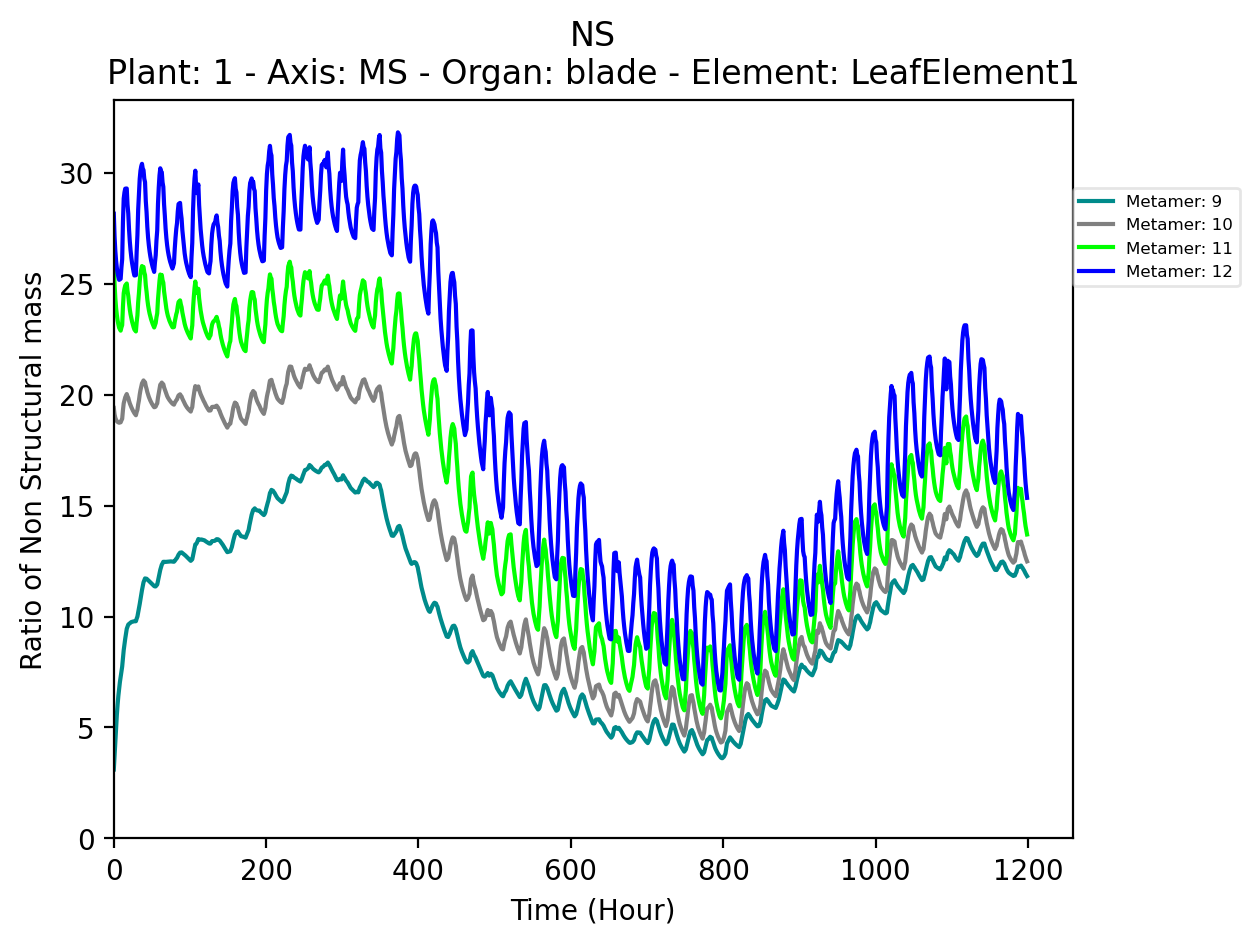 NS
Plant: 1 - Axis: MS - Organ: blade - Element: LeafElement1
Ratio of Non Structural mass
30
25
20
15
10
5
0
0 200 400 600 800 1000 1200
Time (Hour)
Metamer: 9
Metamer: 10
Metamer: 11
Metamer: 12